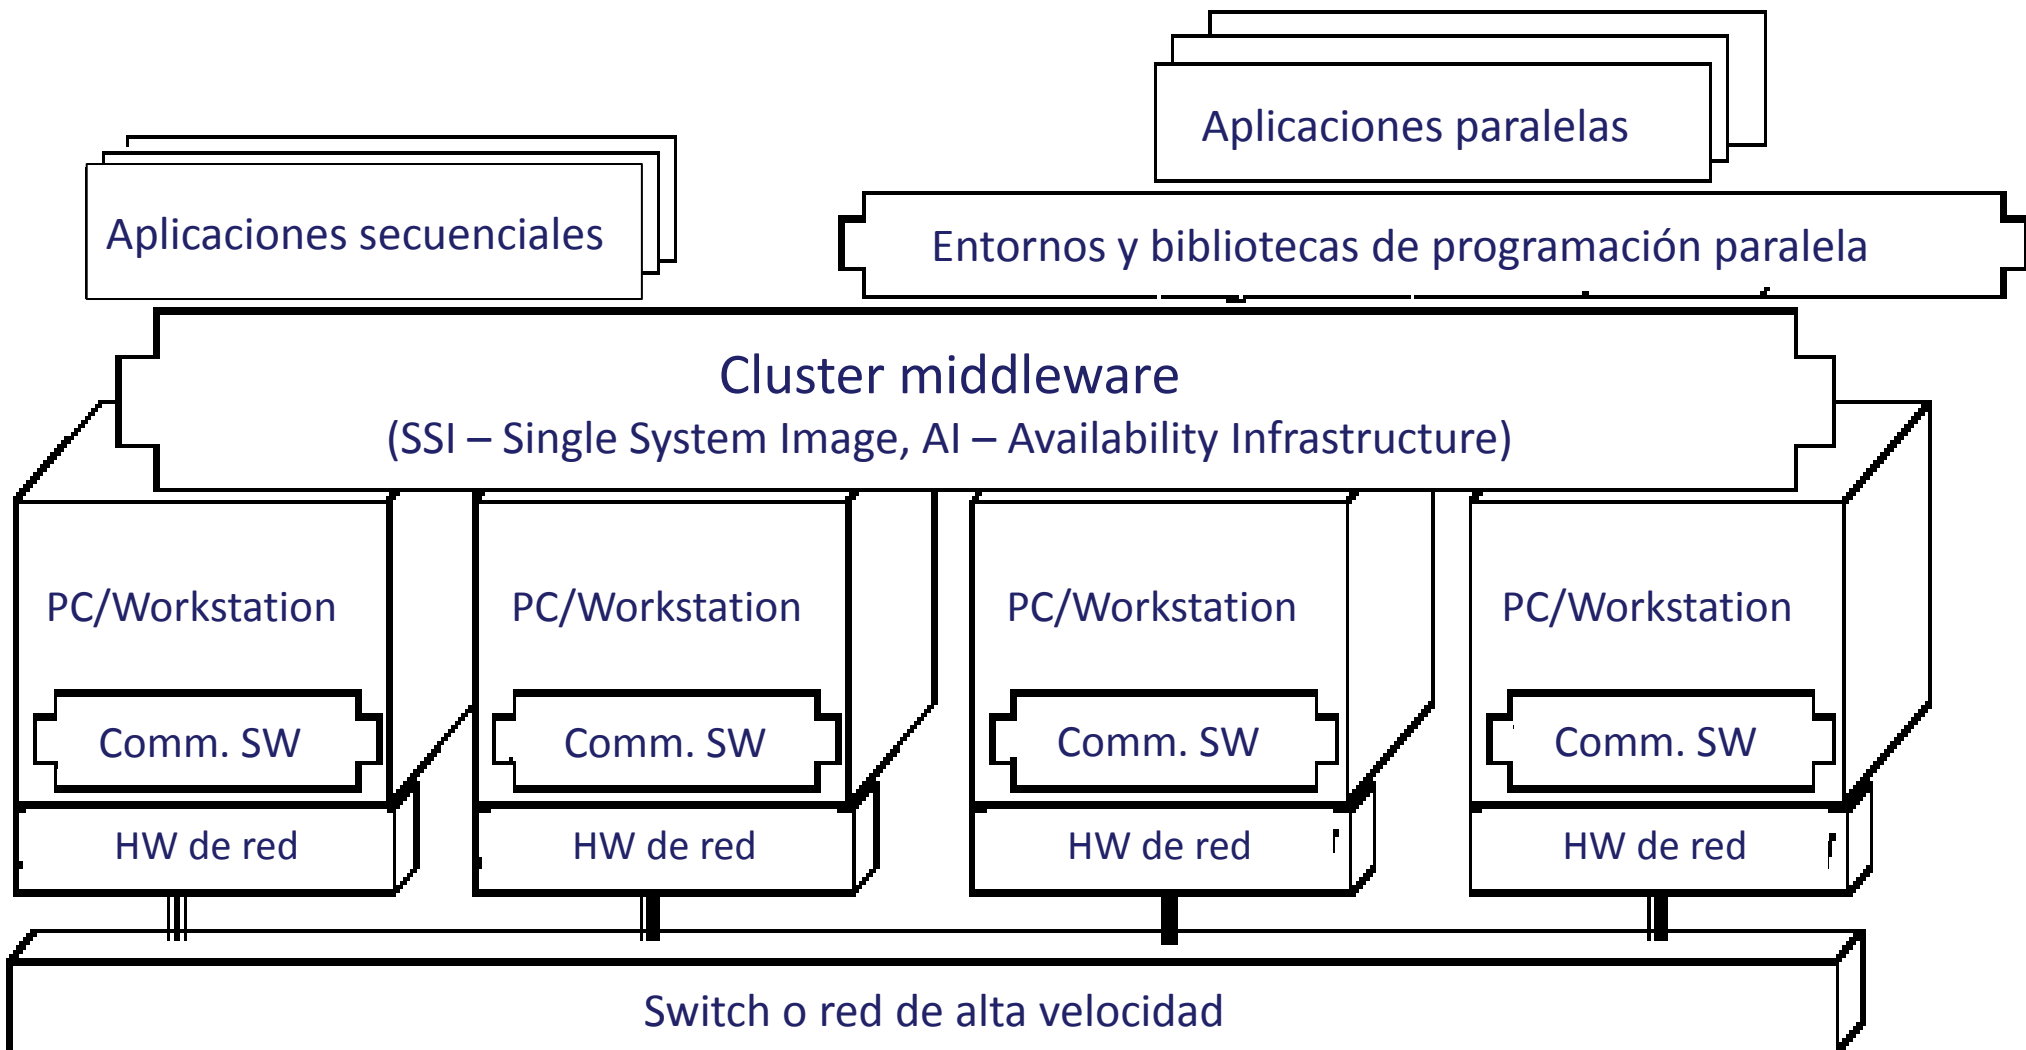 Aplicaciones paralelas
Aplicaciones secuenciales
Entornos y bibliotecas de programación paralela
Cluster middleware
(SSI – Single System Image, AI – Availability Infrastructure)
PC/Workstation
PC/Workstation
PC/Workstation
PC/Workstation
Comm. SW
Comm. SW
Comm. SW
Comm. SW
HW de red
HW de red
HW de red
HW de red
Switch o red de alta velocidad